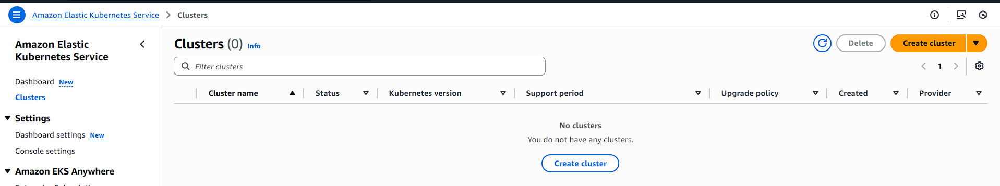 Amazon Elastic Kubernetes Service > Clusters
Amazon Elastic
Kubernetes Service
Dashboard New
Clusters
Settings
Dashboard settings New
Console settings
Amazon EKS Anywhere
Clusters (0) Info
Delete
Create cluster
Filter clusters
1
Cluster name
Status
Kubernetes version
Support period
Upgrade policy
Created
Provider
No clusters
You do not have any clusters.
Create cluster